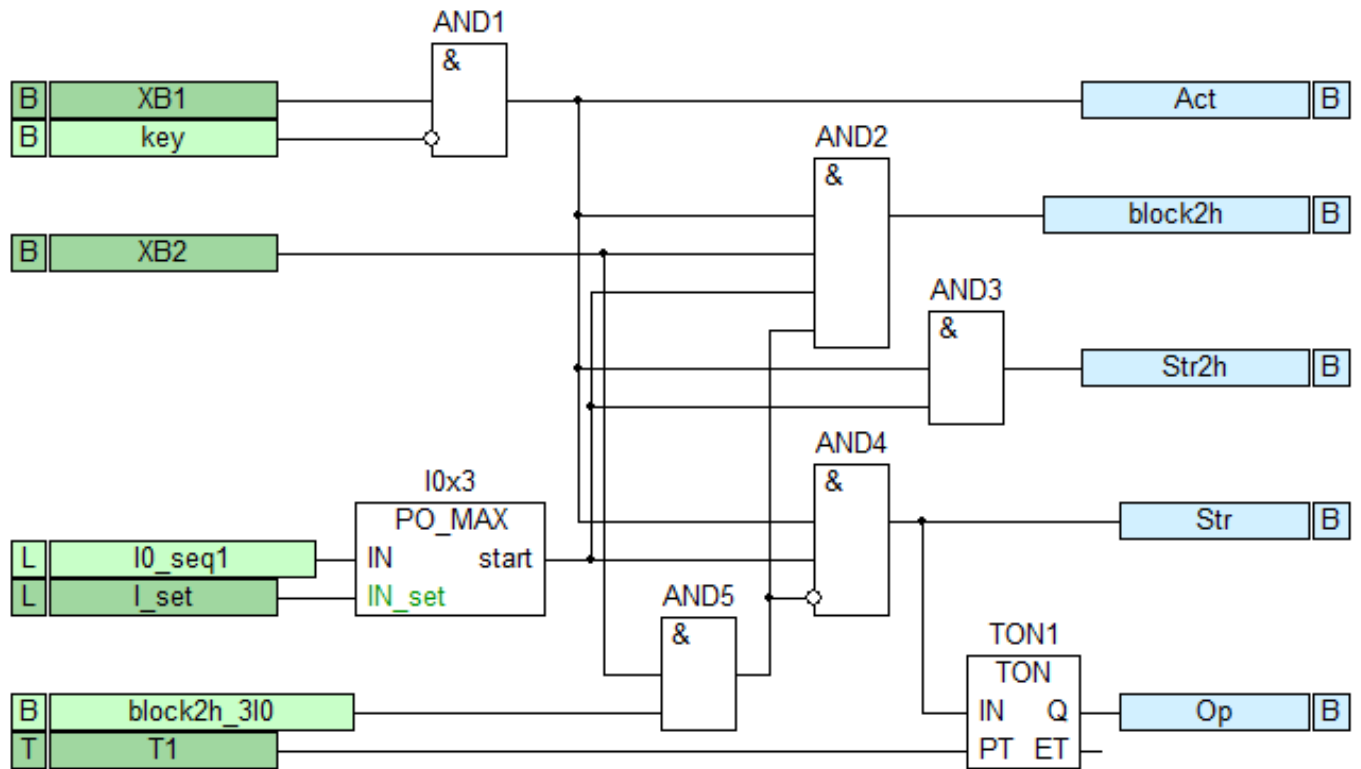 AND1
&
B XB1
Act B
B key
AND2
&
block2h B
B XB2
AND3
&
Str2h B
AND4
&
I0x3
PO_MAX
Str B
L I0_seq1
IN start
L I_set
IN_set
AND5
&
TON1
TON
B block2h_3I0
IN Q
Op B
T T1
PT ET